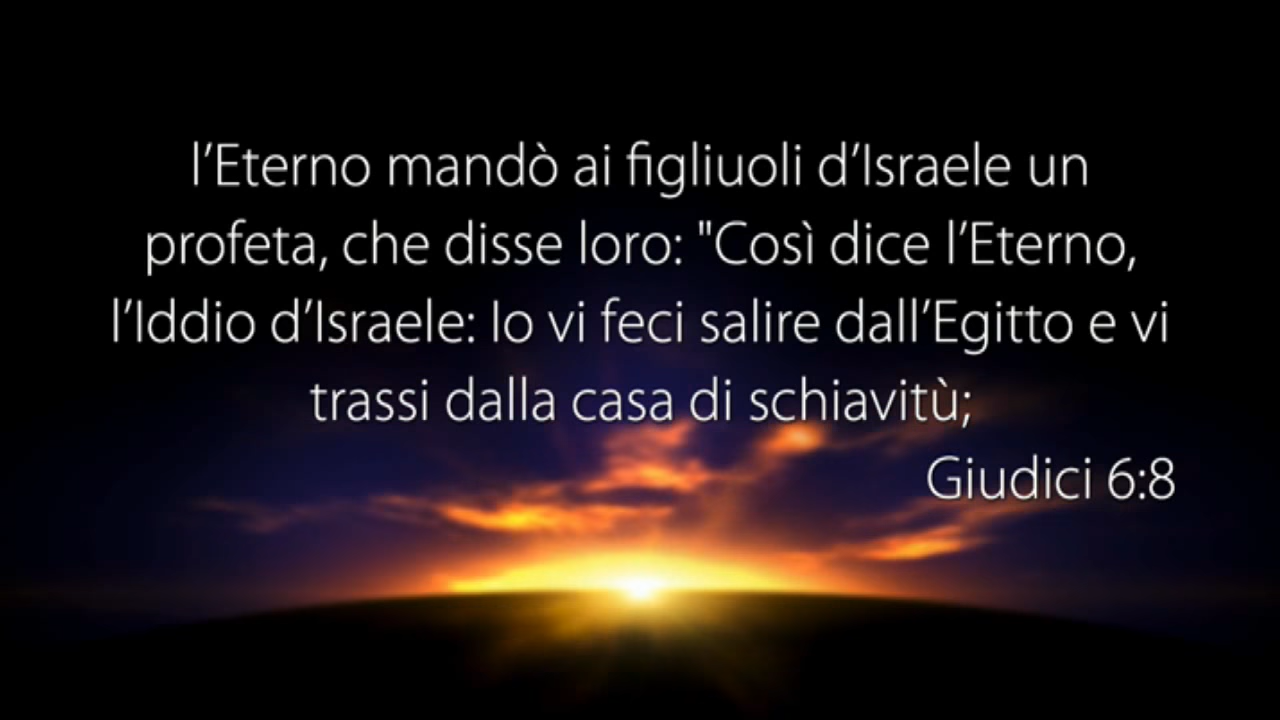 l’Eterno mandò ai figliuoli d’Israele un
profeta, che disse loro: "Così dice l’Eterno,
l’Iddio d’Israele: Io vi feci salire dall’Egitto e vi
trassi dalla casa di schiavitù;
Giudici 6:8